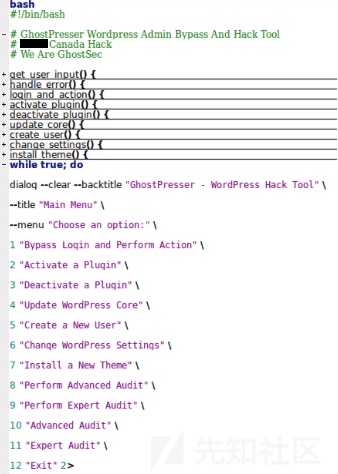 bash
#!/bin/bash
# GhostPresser Wordpress Admin Bypass And Hack Tool
# Canada Hack
# We Are GhostSec
get_user_input() {
handle_error() {
login_and_action() {
activate_plugin() {
deactivate_plugin() {
update_core() {
create_user() {
change_settings() {
install_theme() {
while true; do
dialog --clear --backtitle "GhostPresser - WordPress Hack Tool" \
--title "Main Menu" \
--menu "Choose an option:" \
1 "Bypass Login and Perform Action" \
2 "Activate a Plugin" \
3 "Deactivate a Plugin" \
4 "Update WordPress Core" \
5 "Create a New User" \
6 "Change WordPress Settings" \
7 "Install a New Theme" \
8 "Perform Advanced Audit" \
9 "Perform Expert Audit" \
10 "Advanced Audit" \
11 "Expert Audit" \
12 "Exit" 2>
先知社区